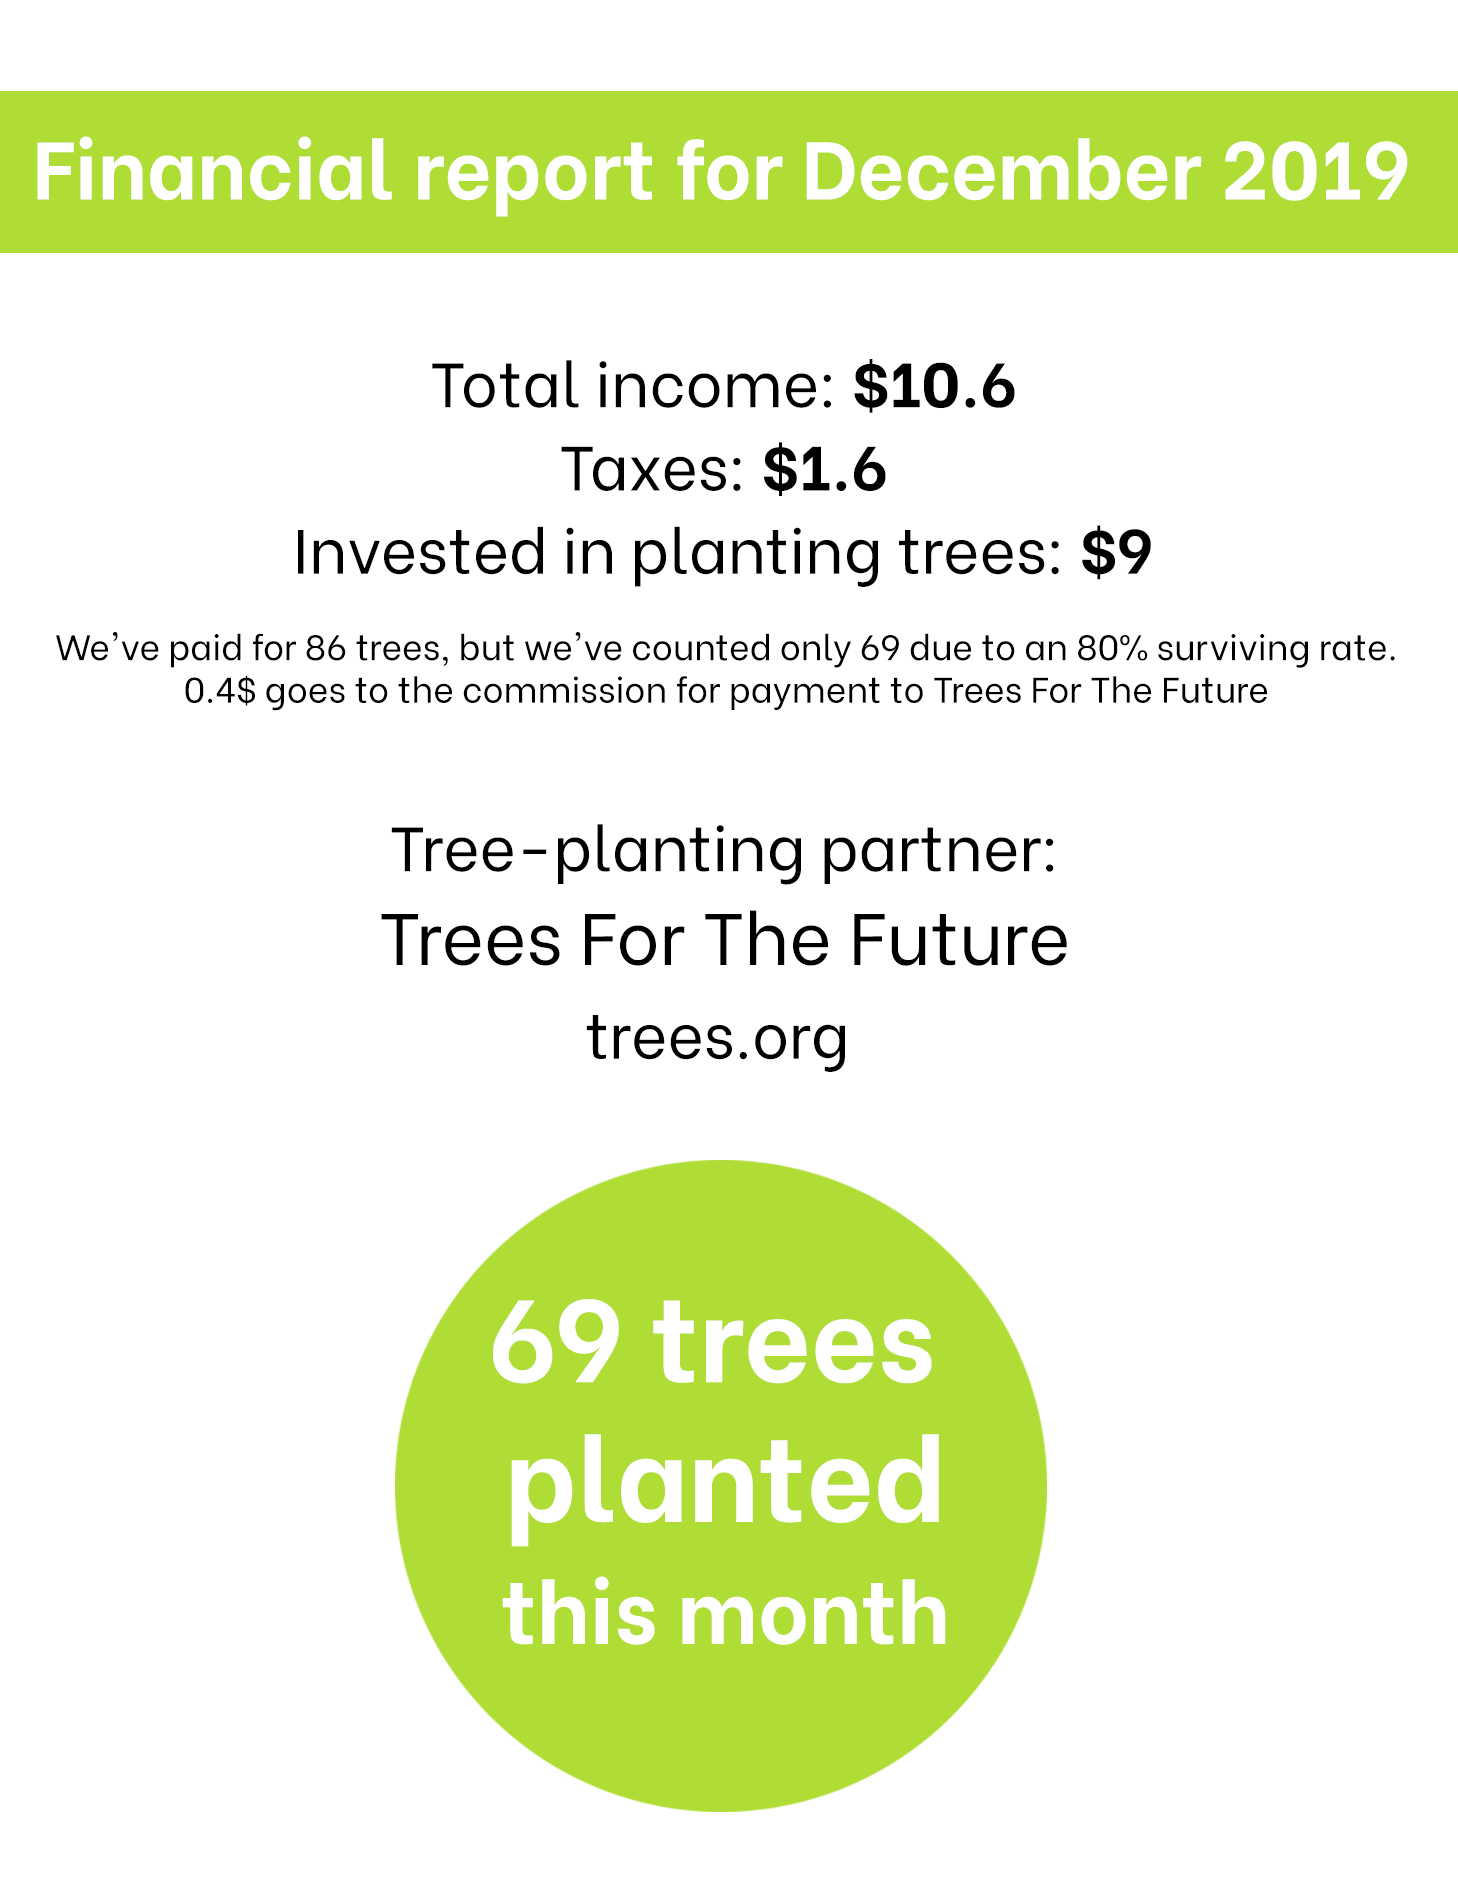 Financial report for December 2019
Total income: $10.6
Taxes: $1.6
Invested in planting trees: $9
We've paid for 86 trees, but we've counted only 69 due to an 80% surviving rate.
0.4$ goes to the commission for payment to Trees For The Future
Tree-planting partner:
Trees For The Future
trees.org
69 trees
planted
this month